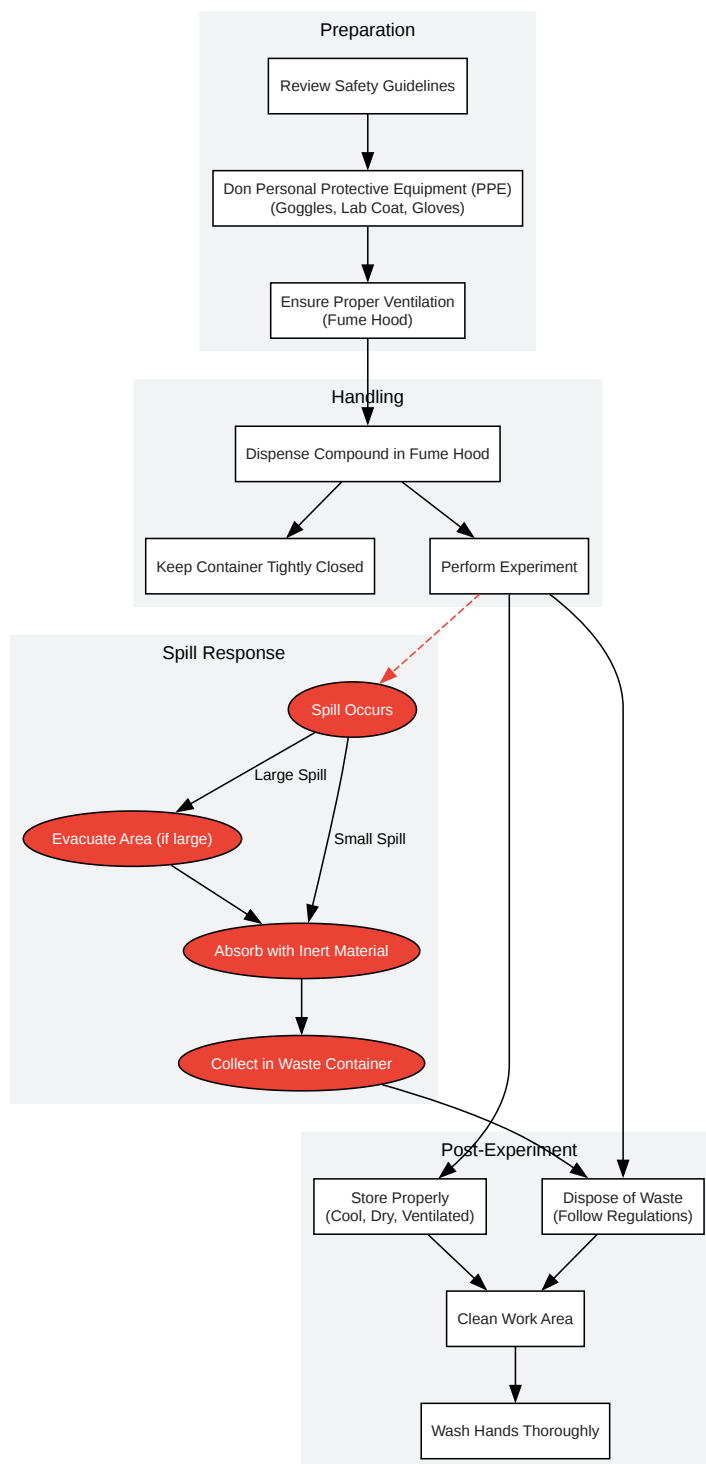 Preparation
Review Safety Guidelines
Don Personal Protective Equipment (PPE)
(Goggles, Lab Coat, Gloves)
Ensure Proper Ventilation
(Fume Hood)
Handling
Dispense Compound in Fume Hood
Keep Container Tightly Closed
Perform Experiment
Spill Response
Spill Occurs
Large Spill
Evacuate Area (if large)
Small Spill
Absorb with Inert Material
Collect in Waste Container
Post-Experiment
Store Properly
(Cool, Dry, Ventilated)
Dispose of Waste
(Follow Regulations)
Clean Work Area
Wash Hands Thoroughly